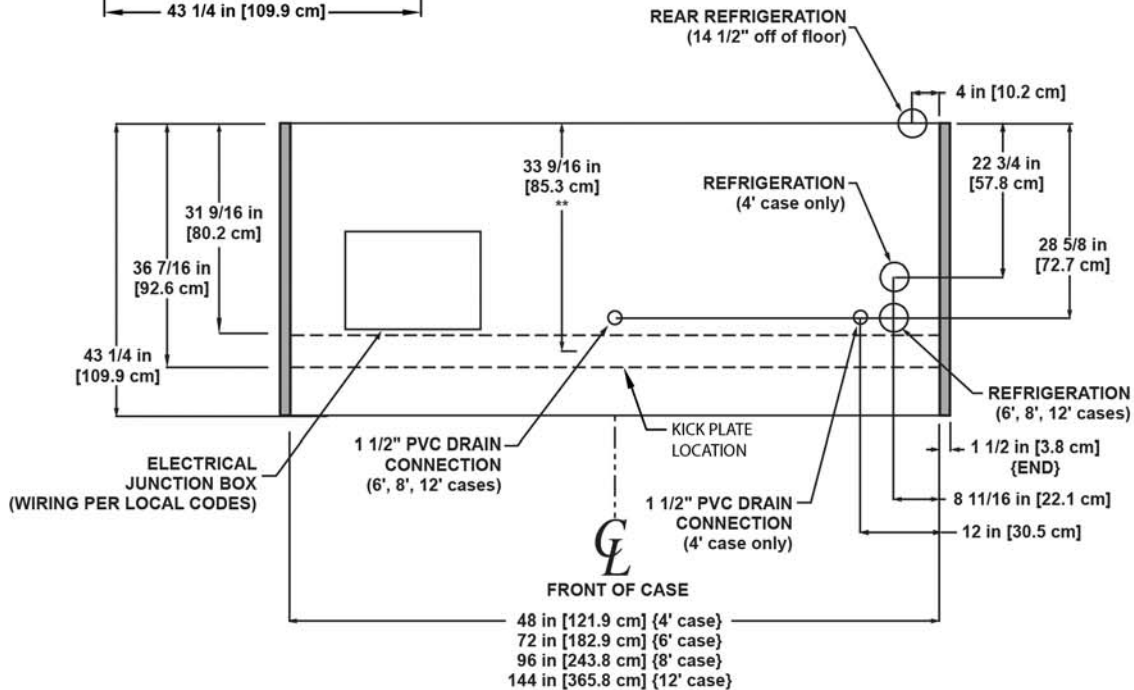 43 1/4 in [109.9 cm]
REAR REFRIGERATION
(14 1/2" off of floor)
4 in [10.2 cm]
33 9/16 in
[85.3 cm]
**
22 3/4 in
[57.8 cm]
REFRIGERATION
(4' case only)
31 9/16 in
[80.2 cm]
28 5/8 in
[72.7 cm]
36 7/16 in
[92.6 cm]
43 1/4 in
[109.9 cm]
REFRIGERATION
(6', 8', 12' cases)
KICK PLATE
LOCATION
1 1/2" PVC DRAIN
CONNECTION
(6', 8', 12' cases)
1 1/2 in [3.8 cm]
{END}
ELECTRICAL
JUNCTION BOX
(WIRING PER LOCAL CODES)
8 11/16 in [22.1 cm]
1 1/2" PVC DRAIN
CONNECTION
(4' case only)
12 in [30.5 cm]
CL
FRONT OF CASE
48 in [121.9 cm] {4' case}
72 in [182.9 cm] {6' case}
96 in [243.8 cm] {8' case}
144 in [365.8 cm] {12' case}